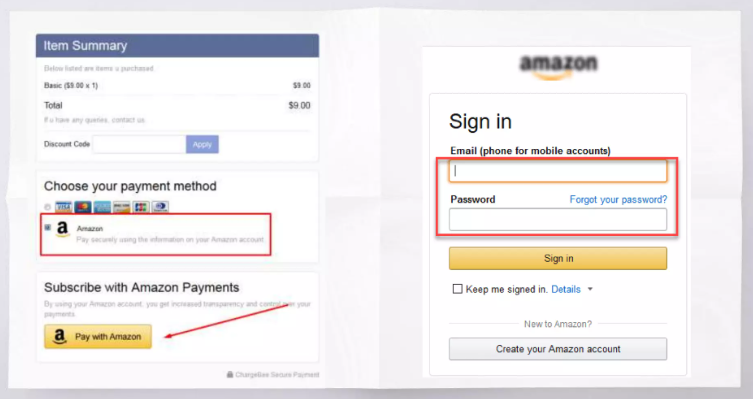 Item Summary
Below listed are items u purchased.
Basic ($9.00 x 1) $9.00
Total $9.00
If u have any queries, contact us
Discount Code Apply
Choose your payment method
VISA DISCOVER JCB
a Amazon
Pay securely using the information on your Amazon account
Subscribe with Amazon Payments
By using your Amazon account, you get increased transparency and control over your
payments.
a Pay with Amazon
ChargeBee Secure Payment
amazon
Sign in
Email (phone for mobile accounts)
Password Forgot your password?
Sign in
Keep me signed in. Details
New to Amazon?
Create your Amazon account